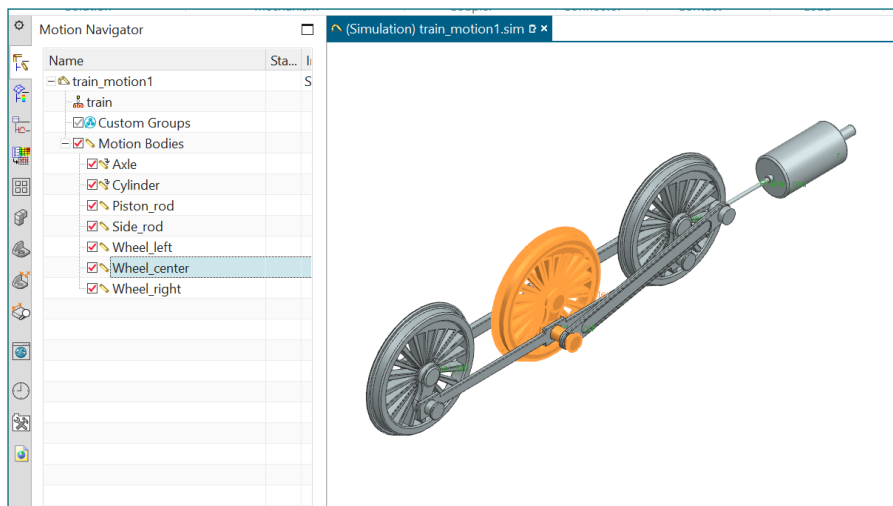 Motion Navigator
(Simulation) train_motion1.sim
Name
Sta...
train_motion1
S
train
Custom Groups
Motion Bodies
Axle
Cylinder
Piston_rod
Side_rod
Wheel_left
Wheel_center
Wheel_right